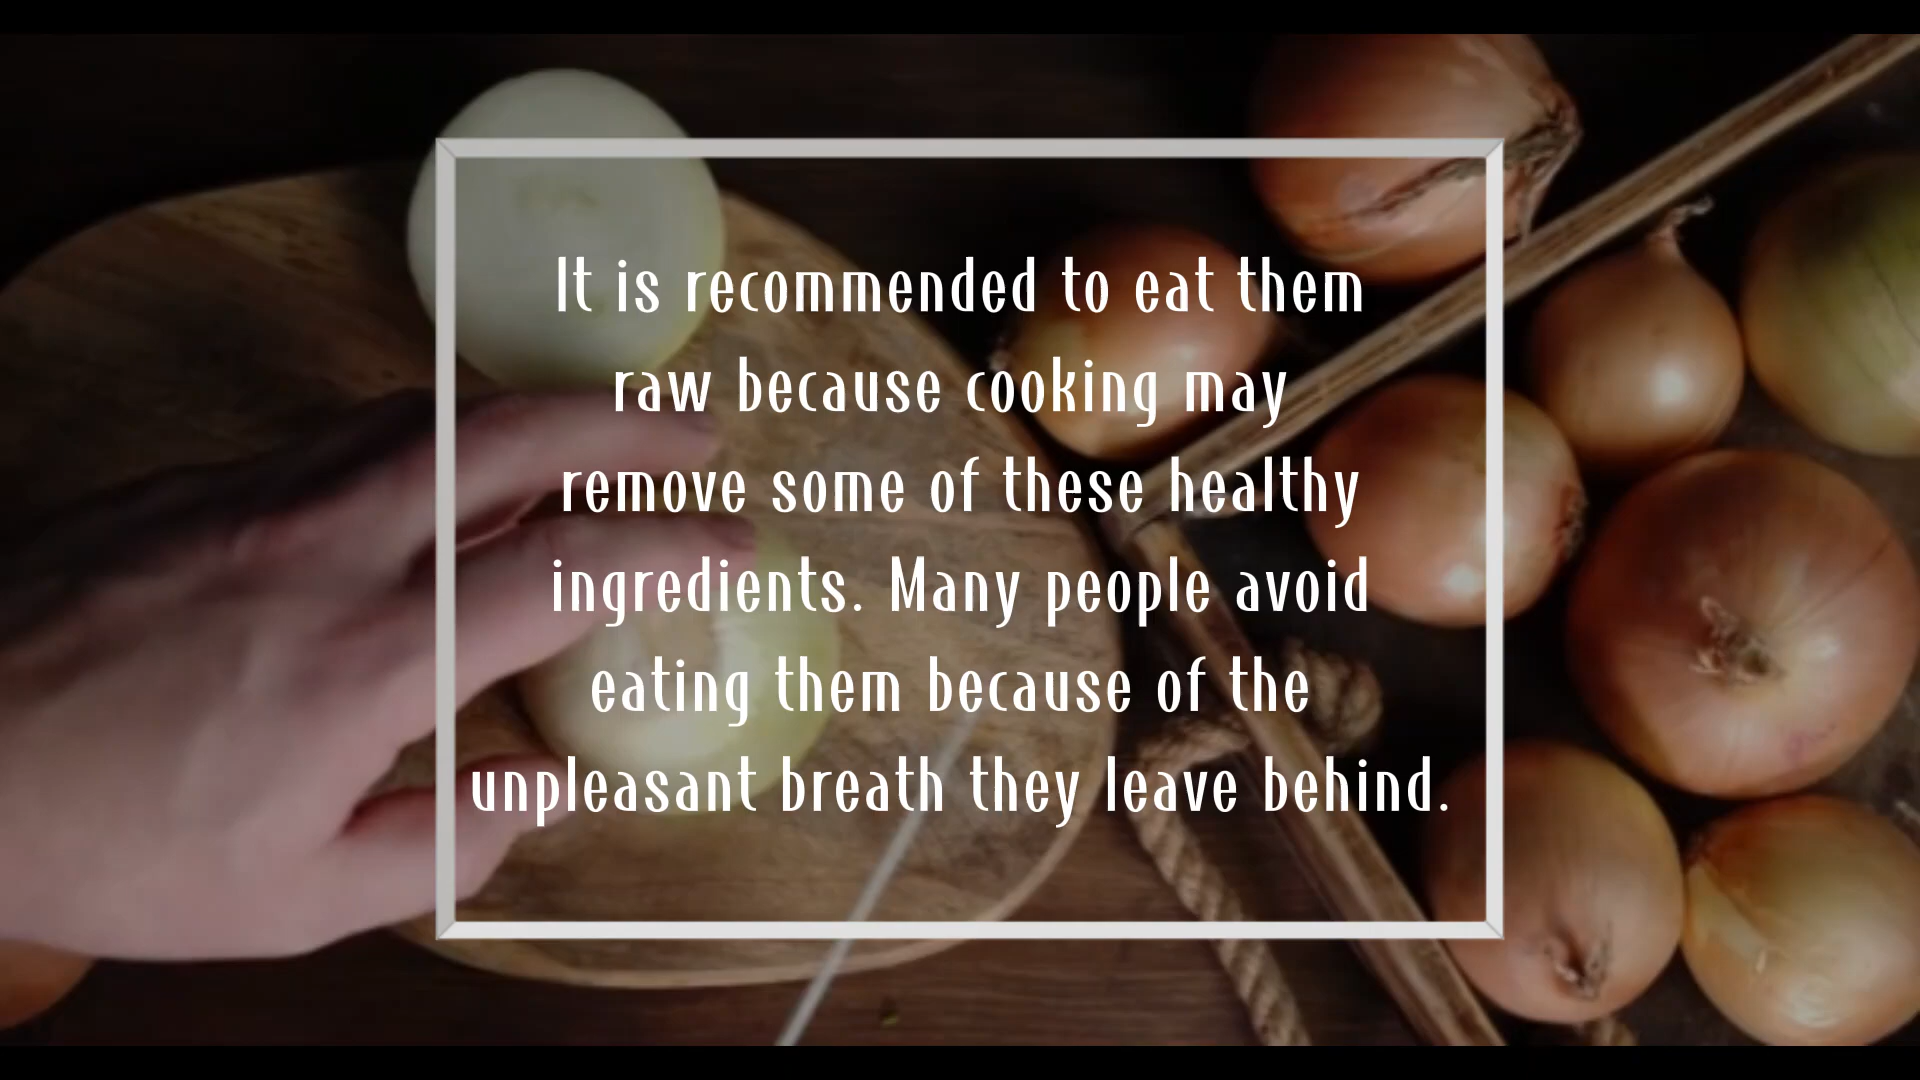 It is recommended to eat them
raw because cooking may
remove some of these healthy
ingredients. Many people avoid
eating them because of the
unpleasant breath they leave behind.